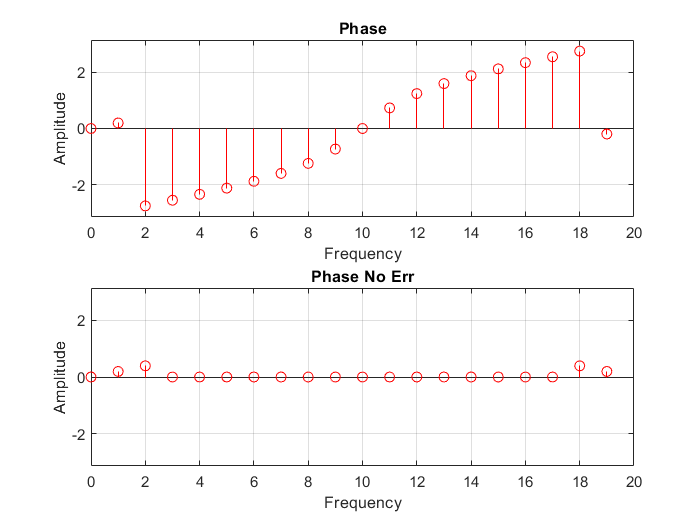 Phase
Amplitude
2
0
-2
0 2 4 6 8 10 12 14 16 18 20
Frequency
Phase No Err
Amplitude
2
0
-2
0 2 4 6 8 10 12 14 16 18 20
Frequency